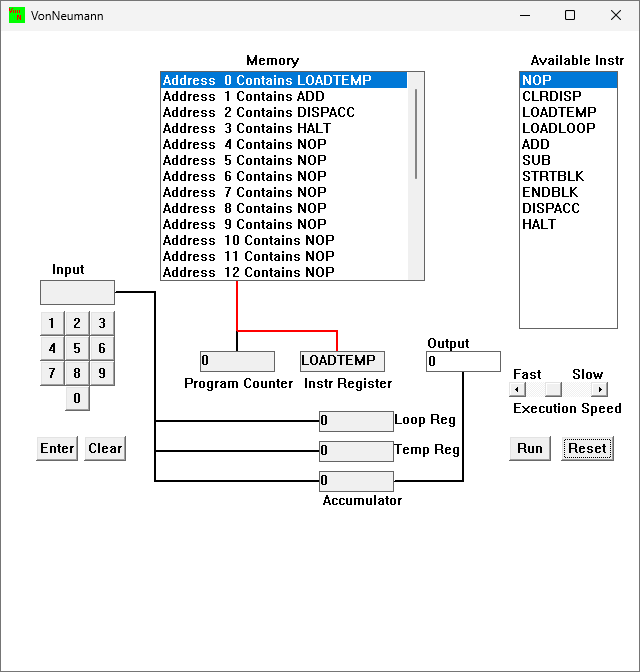 VonNeumann
Memory
Available Instr
Address 0 Contains LOADTEMP
Address 1 Contains ADD
Address 2 Contains DISPACC
Address 3 Contains HALT
Address 4 Contains NOP
Address 5 Contains NOP
Address 6 Contains NOP
Address 7 Contains NOP
Address 8 Contains NOP
Address 9 Contains NOP
Address 10 Contains NOP
Address 11 Contains NOP
Address 12 Contains NOP
NOP
CLRDISP
LOADTEMP
LOADLOOP
ADD
SUB
STRTBLK
ENDBLK
DISPACC
HALT
Input
1 2 3
4 5 6
7 8 9
0
Enter Clear
0
Program Counter
LOADTEMP
Instr Register
Output
0
Fast Slow
Execution Speed
0 Loop Reg
0 Temp Reg
0
Accumulator
Run Reset